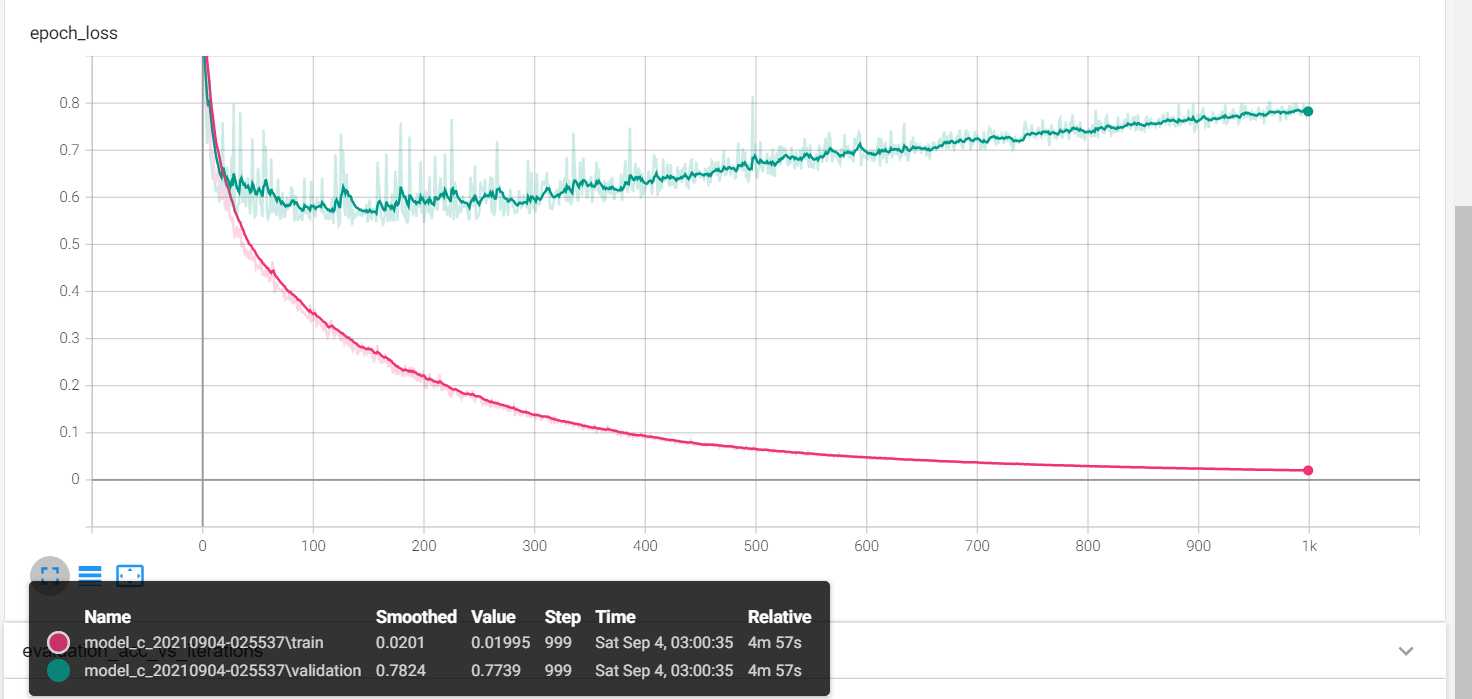 epoch_loss
0.8
0.7
0.6
0.5
0.4
0.3
0.2
0.1
0
0 100 200 300 400 500 600 700 800 900 1k
Name Smoothed Value Step Time Relative
model_c_20210904-025537\train 0.0201 0.01995 999 Sat Sep 4, 03:00:35 4m 57s
evaluation_acc_vs_iterations
model_c_20210904-025537\validation 0.7824 0.7739 999 Sat Sep 4, 03:00:35 4m 57s